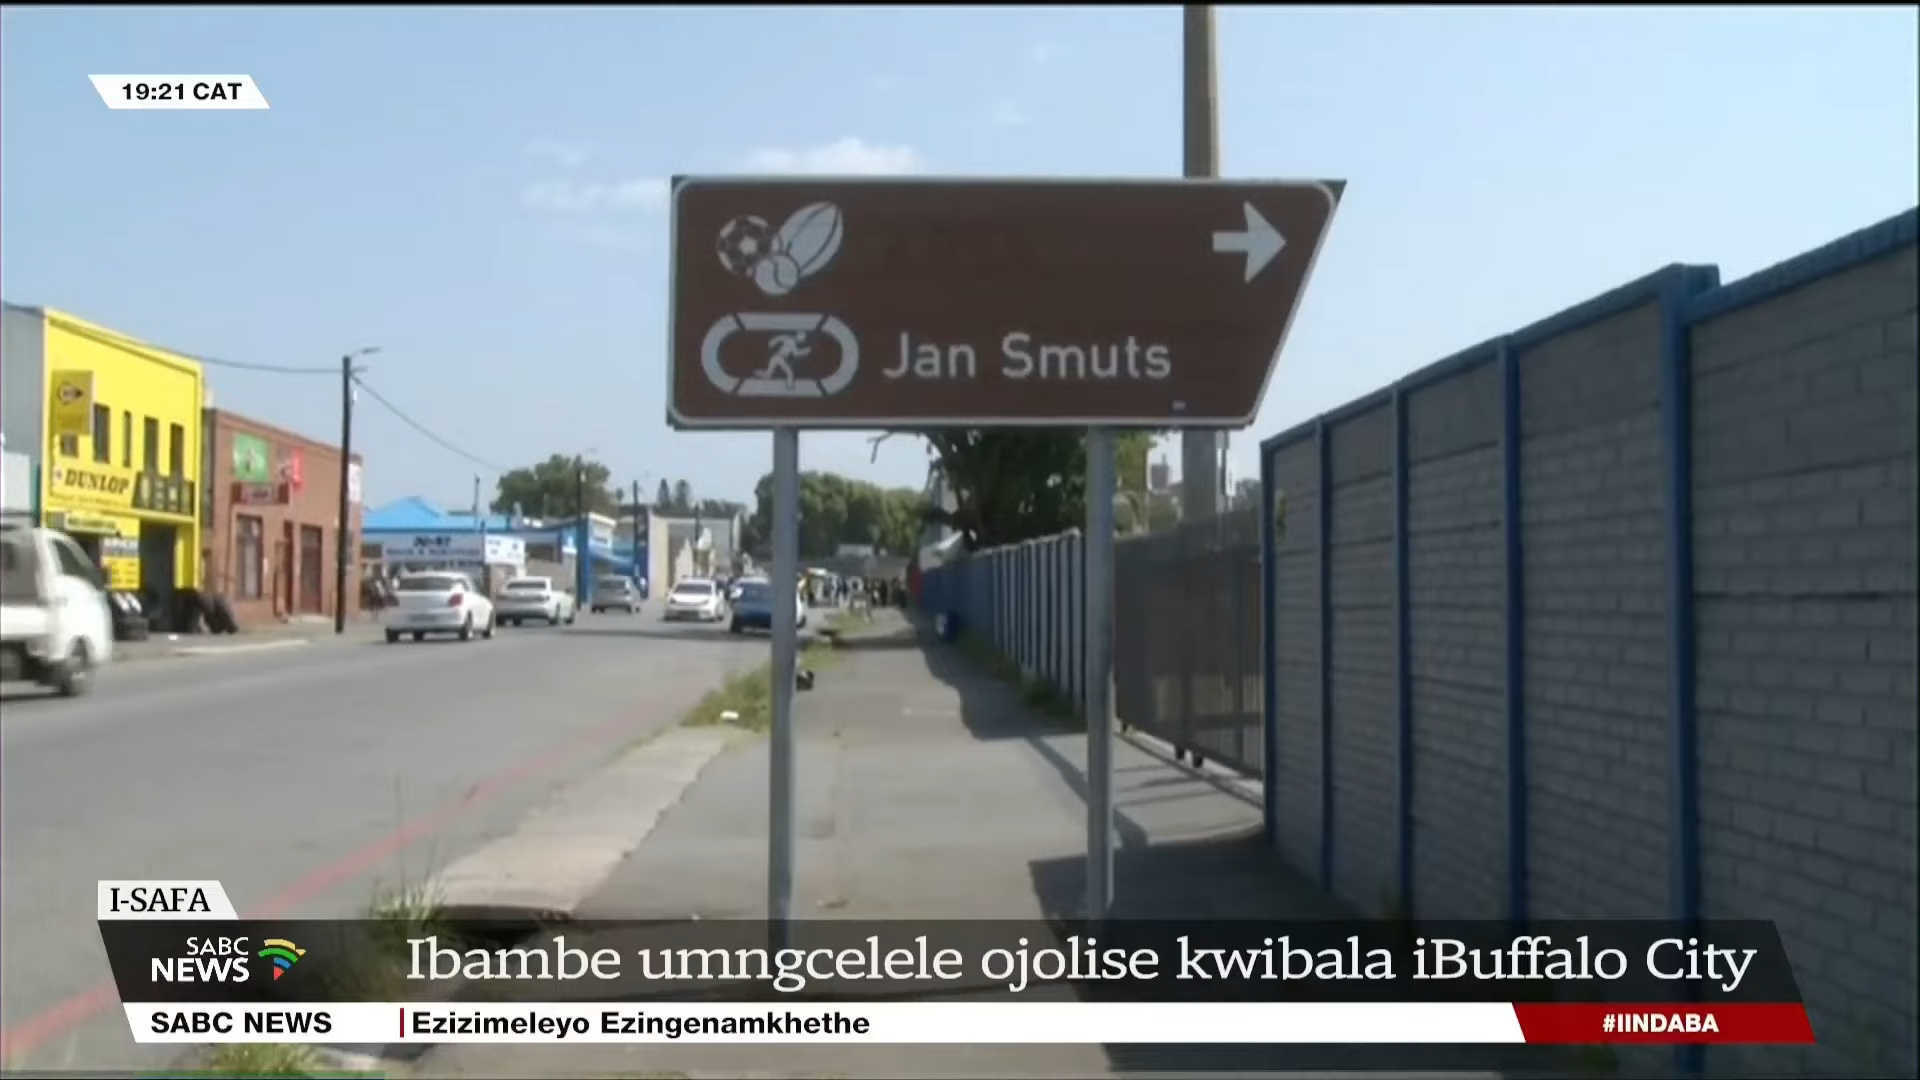 19:21 CAT
Jan Smuts
DUNLOP
I-SAFA
SABC
NEWS
Ibambe umngcelele ojolise kwibala iBuffalo City
SABC NEWS
Ezizimeleyo Ezingenamkhethe
#IINDABA